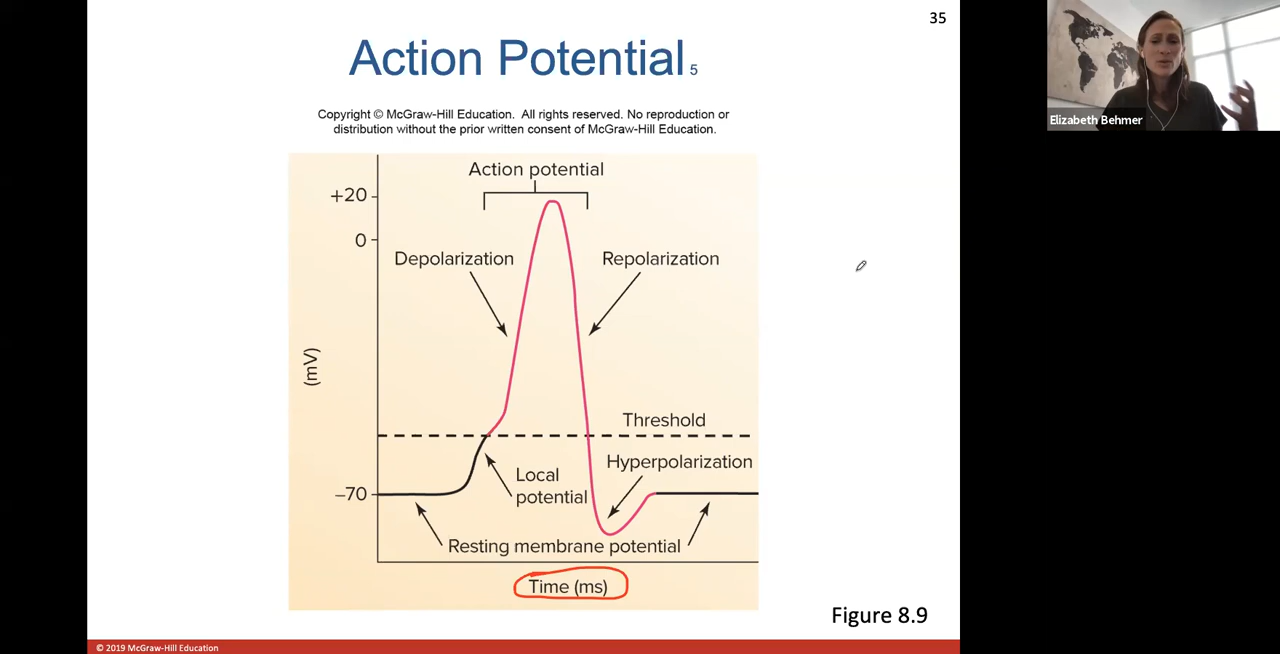 35
Action Potential 5
Elizabeth Behmer
Copyright © McGraw-Hill Education. All rights reserved. No reproduction or
distribution without the prior written consent of McGraw-Hill Education.
Action potential
+20
0
Depolarization
Repolarization
(mV)
Threshold
Hyperpolarization
Local
potential
–70
Resting membrane potential
Time (ms)
Figure 8.9
© 2019 McGraw-Hill Education